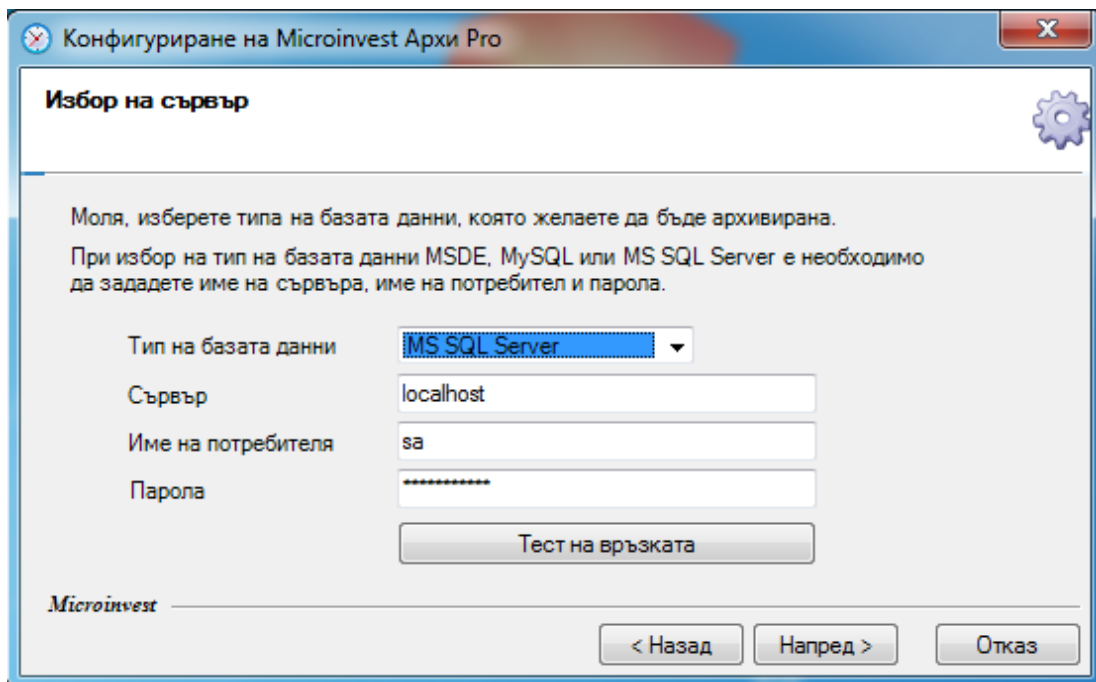 Конфигуриране на Microinvest Архи Pro
Избор на сървър
Моля, изберете типа на базата данни, която желаете да бъде архивирана.
При избор на тип на базата данни MSDE, MySQL или MS SQL Server е необходимо
да зададете име на сървъра, име на потребител и парола.
Тип на базата данни MS SQL Server
Сървър localhost
Име на потребителя sa
Парола ***********
Тест на връзката
Microinvest
< Назад Напред > Отказ